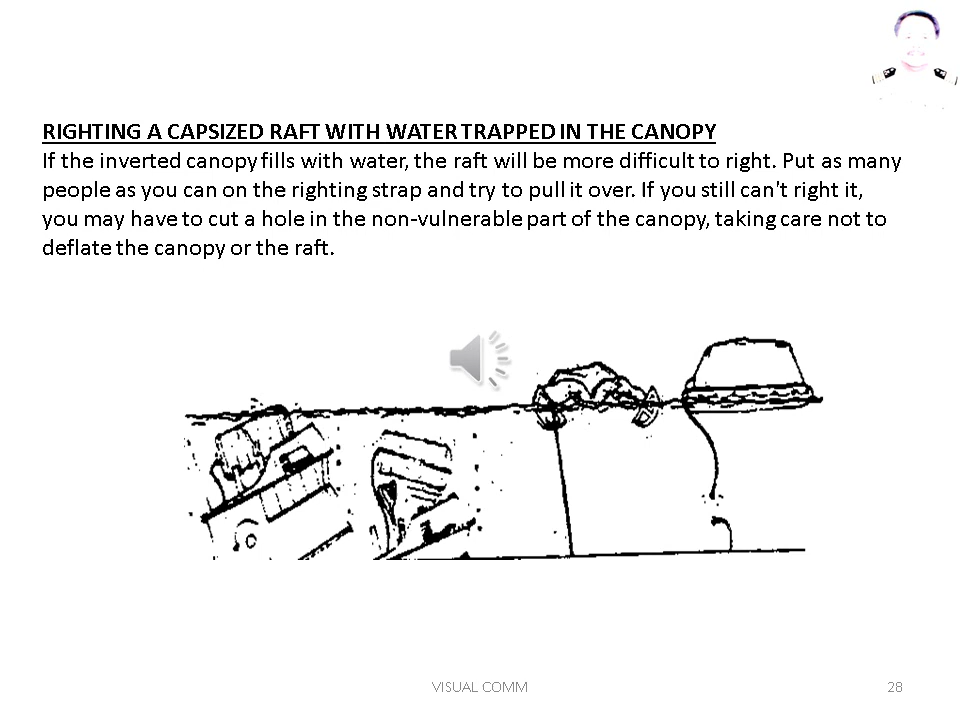 RIGHTING A CAPSIZED RAFT WITH WATER TRAPPED IN THE CANOPY
If the inverted canopy fills with water, the raft will be more difficult to right. Put as many
people as you can on the righting strap and try to pull it over. If you still can't right it,
you may have to cut a hole in the non-vulnerable part of the canopy, taking care not to
deflate the canopy or the raft.
VISUAL COMM
28